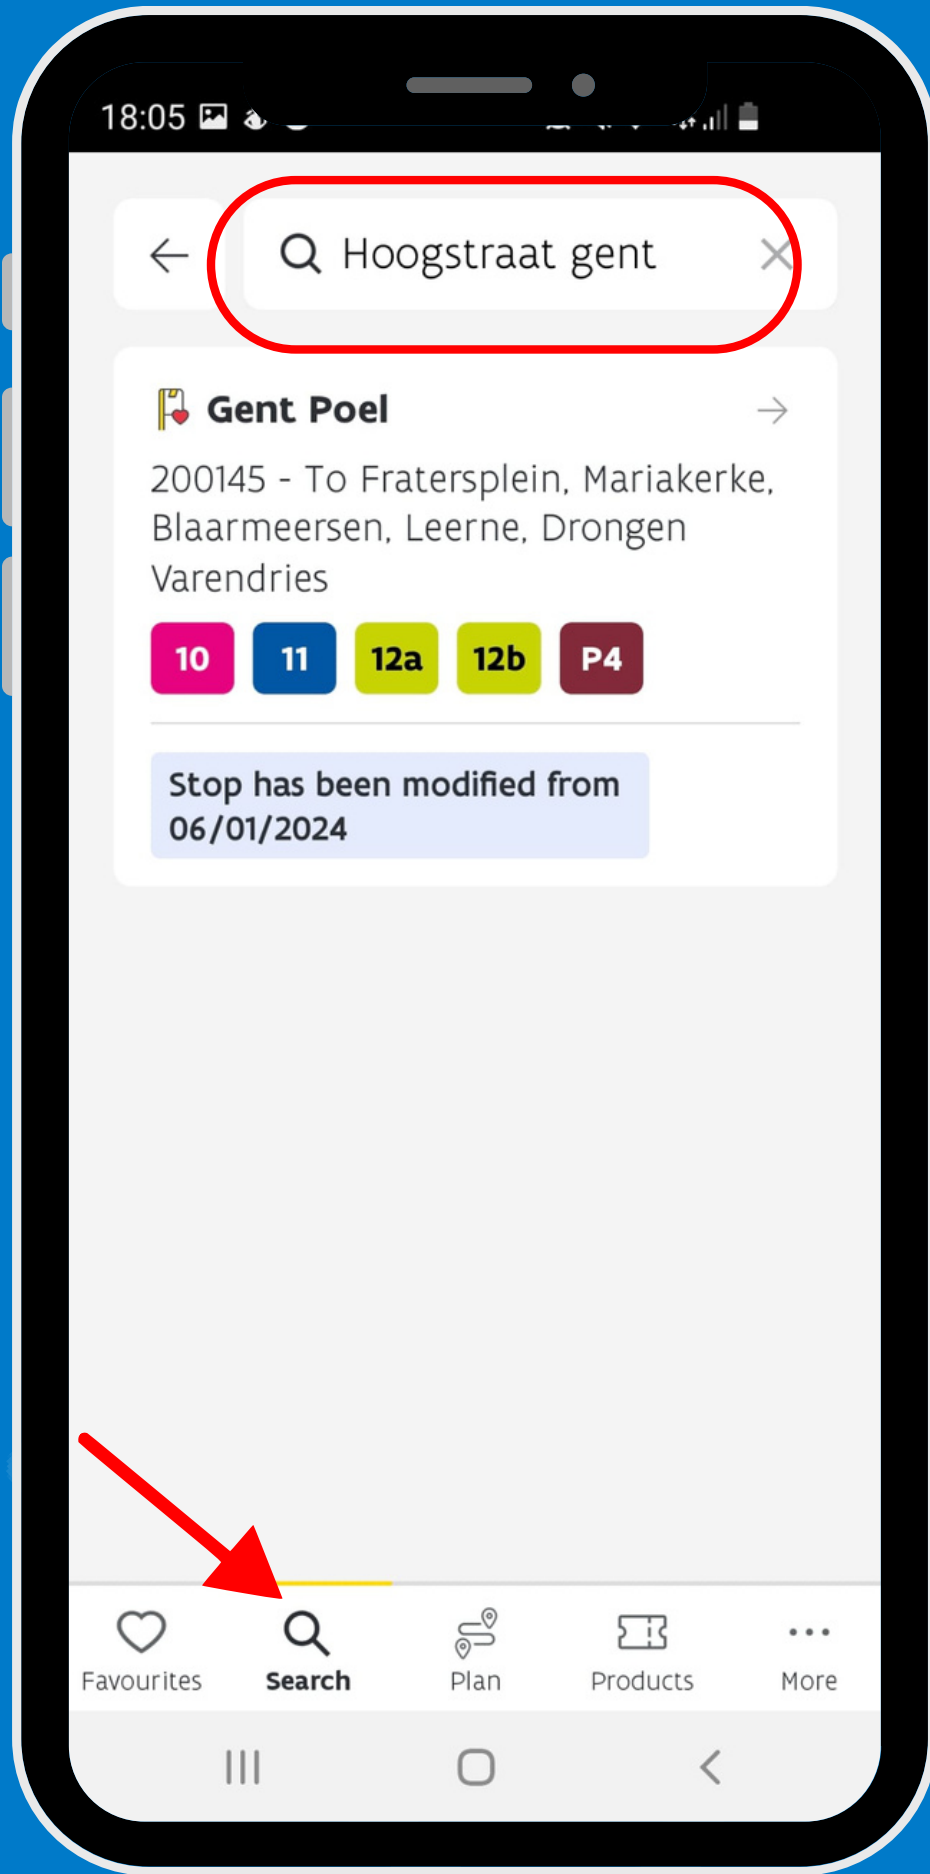 18:05
Hoogstraat gent
Gent Poel
200145 - To Fratersplein, Mariakerke,
Blaarmeersen, Leerne, Drongen
Varendries
10 11 12a 12b P4
Stop has been modified from
06/01/2024
Favourites Search Plan Products More